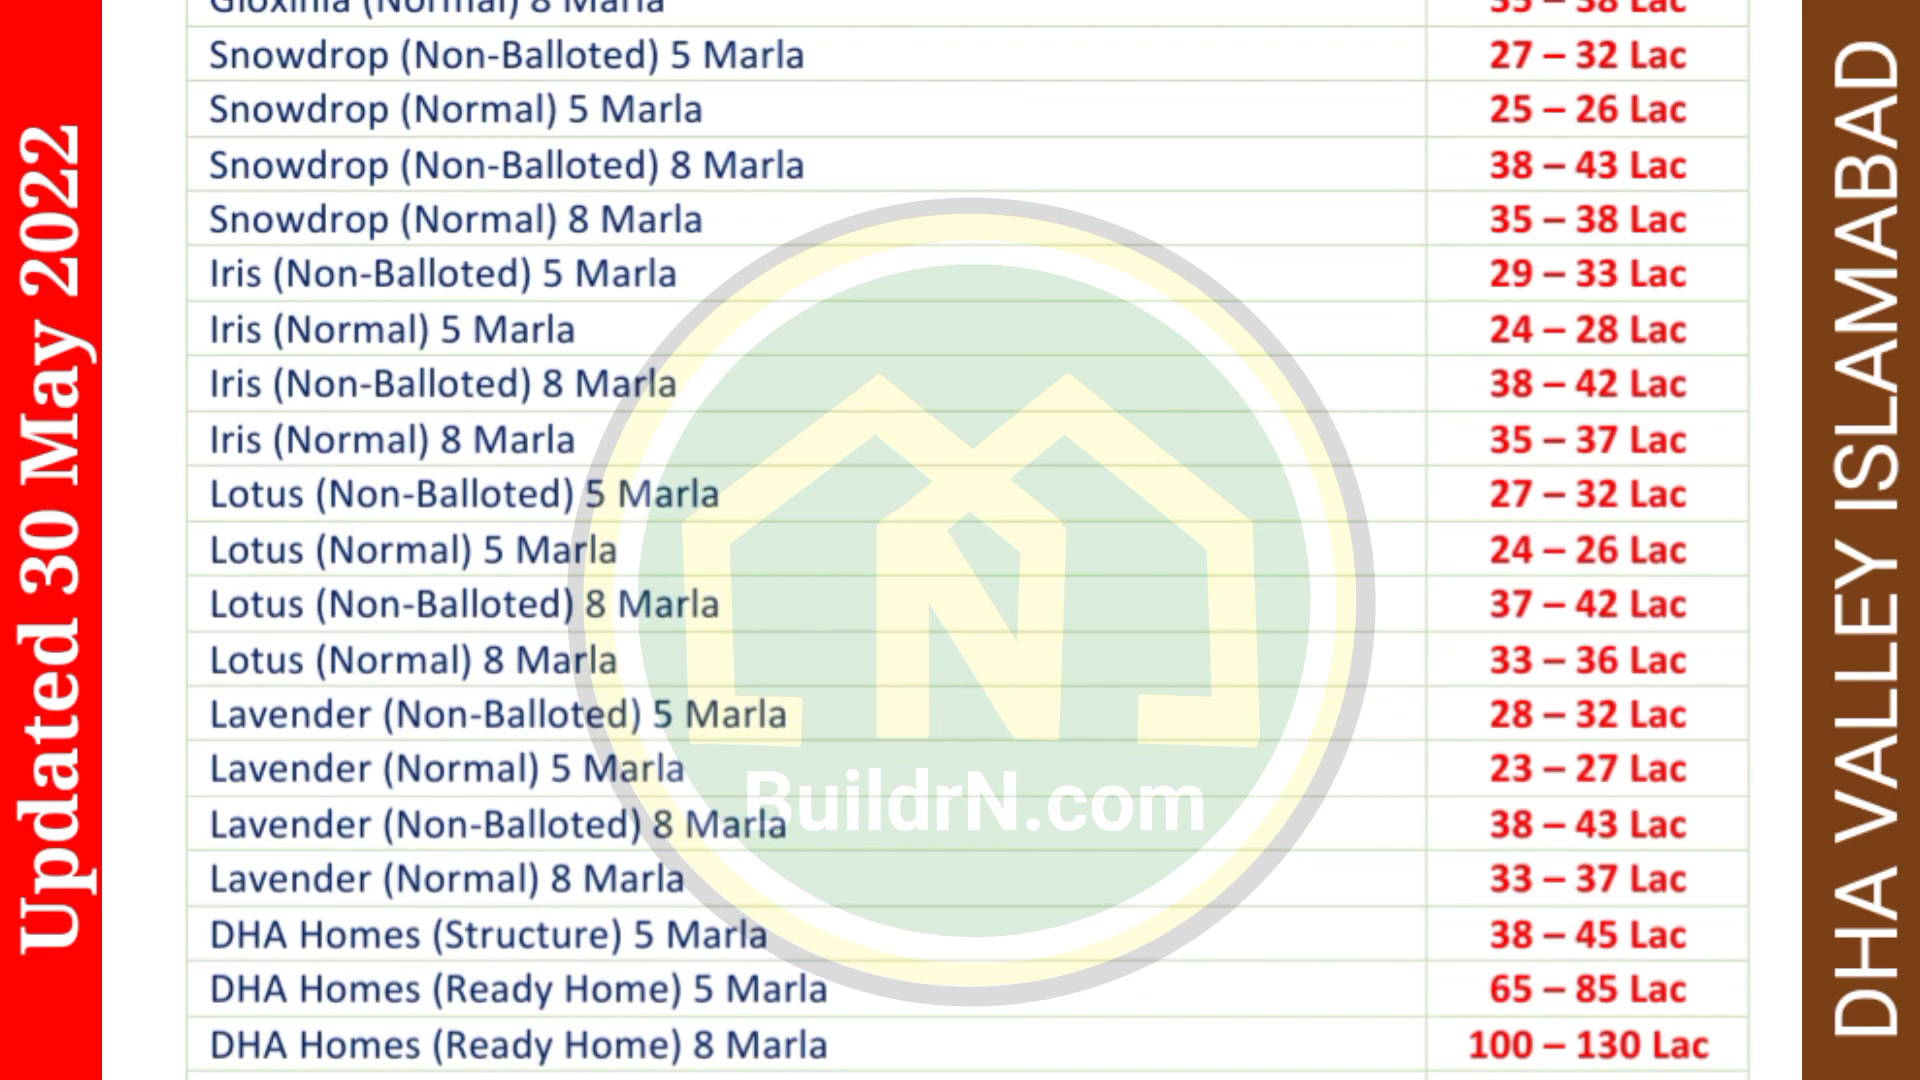 Updated 30 May 2022
Gloxinia (Normal) 8 Marla 35 – 38 Lac
Snowdrop (Non-Balloted) 5 Marla 27 – 32 Lac
Snowdrop (Normal) 5 Marla 25 – 26 Lac
Snowdrop (Non-Balloted) 8 Marla 38 – 43 Lac
Snowdrop (Normal) 8 Marla 35 – 38 Lac
Iris (Non-Balloted) 5 Marla 29 – 33 Lac
Iris (Normal) 5 Marla 24 – 28 Lac
Iris (Non-Balloted) 8 Marla 38 – 42 Lac
Iris (Normal) 8 Marla 35 – 37 Lac
Lotus (Non-Balloted) 5 Marla 27 – 32 Lac
Lotus (Normal) 5 Marla 24 – 26 Lac
Lotus (Non-Balloted) 8 Marla 37 – 42 Lac
Lotus (Normal) 8 Marla 33 – 36 Lac
Lavender (Non-Balloted) 5 Marla 28 – 32 Lac
Lavender (Normal) 5 Marla 23 – 27 Lac
Lavender (Non-Balloted) 8 Marla 38 – 43 Lac
Lavender (Normal) 8 Marla 33 – 37 Lac
DHA Homes (Structure) 5 Marla 38 – 45 Lac
DHA Homes (Ready Home) 5 Marla 65 – 85 Lac
DHA Homes (Ready Home) 8 Marla 100 – 130 Lac
N
BuildrN.com
DHA VALLEY ISLAMABAD